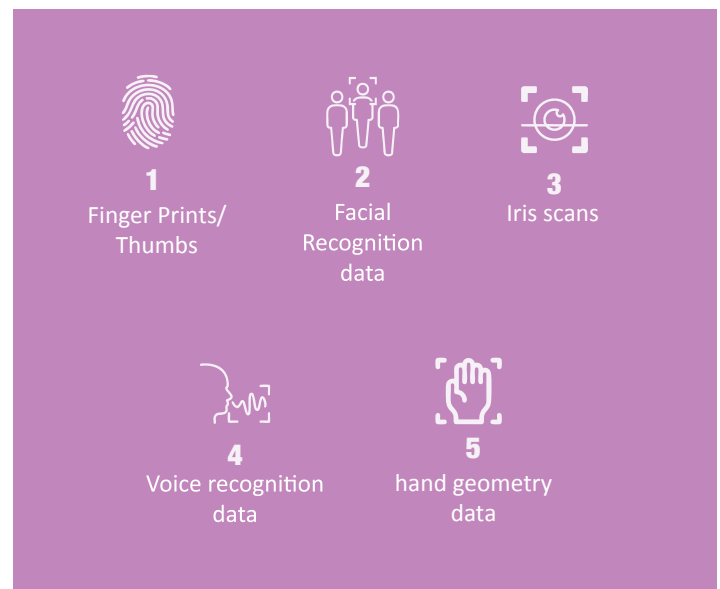 1
Finger Prints/
Thumbs
2
Facial
Recognition
data
3
Iris scans
4
Voice recognition
data
5
hand geometry
data